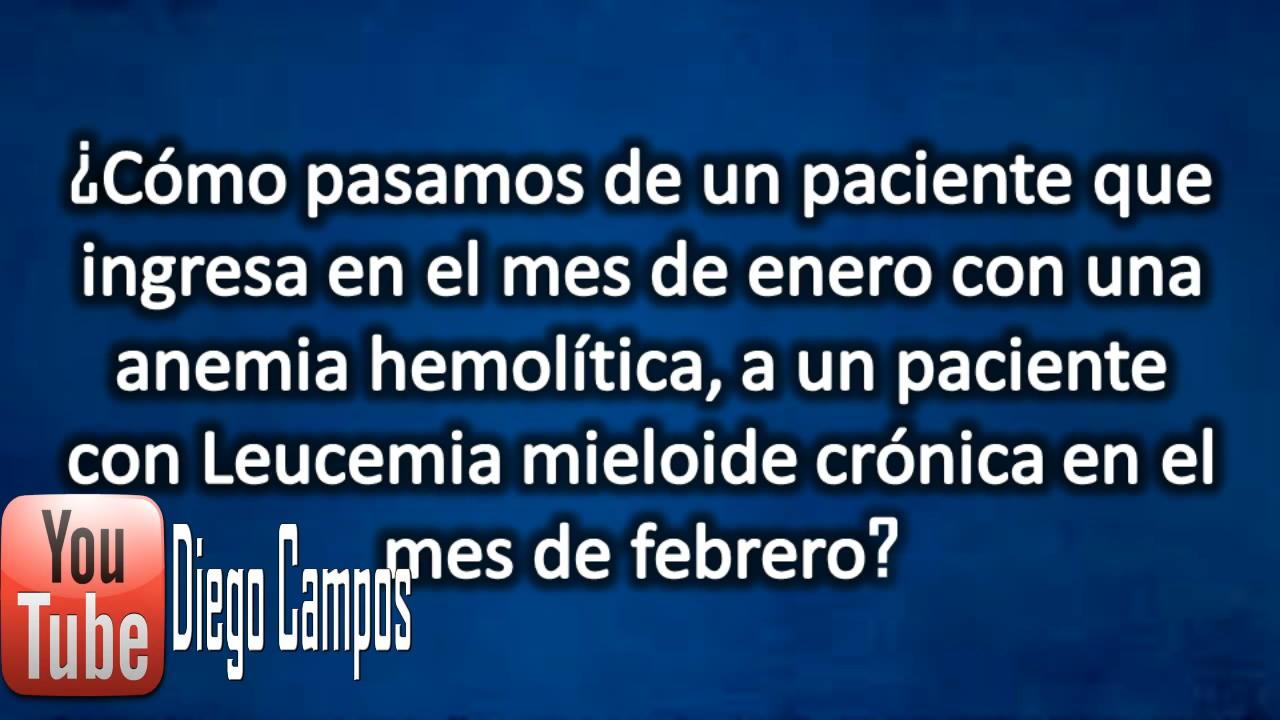 ¿Cómo pasamos de un paciente que
ingresa en el mes de enero con una
anemia hemolítica, a un paciente
con Leucemia mieloide crónica en el
mes de febrero?
You
Tube
Diego Campos